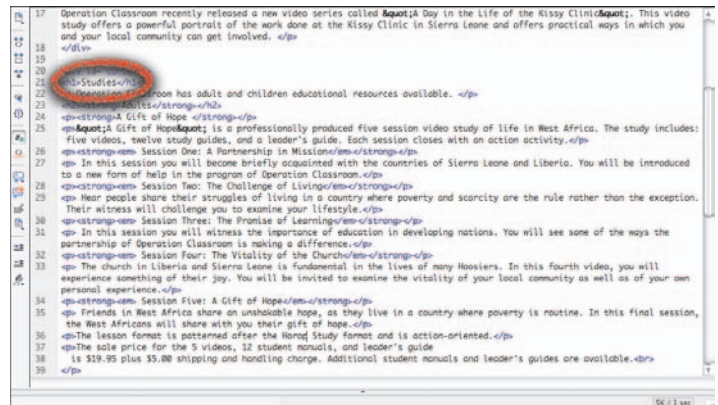 17 Operation Classroom recently released a new video series called &quot;A Day in the Life of the Kissy Clinic&quot;. This video
study offers a powerful portrait of the work done at the Kissy Clinic in Sierra Leone and offers practical ways in which you
and your local community can get involved. </p>
18 </div>
19
20
21 <h1>Studies</h1>
22 Operation Classroom has adult and children educational resources available. </p>
23 Adults</strong></h2>
24 <p><strong>A Gift of Hope </strong></p>
25 <p>&quot;A Gift of Hope&quot; is a professionally produced five session video study of life in West Africa. The study includes:
five videos, twelve study guides, and a leader's guide. Each session closes with an action activity.</p>
26 <p><strong><em> Session One: A Partnership in Mission</em></strong></p>
27 <p> In this session you will become briefly acquainted with the countries of Sierra Leone and Liberia. You will be introduced
to a new form of help in the program of Operation Classroom.</p>
28 <p><strong><em> Session Two: The Challenge of Living</em></strong></p>
29 <p> Hear people share their struggles of living in a country where poverty and scarcity are the rule rather than the exception.
Their witness will challenge you to examine your lifestyle.</p>
30 <p><strong><em> Session Three: The Promise of Learning</em></strong></p>
31 <p> In this session you will witness the importance of education in developing nations. You will see some of the ways the
partnership of Operation Classroom is making a difference.</p>
32 <p><strong><em> Session Four: The Vitality of the Church</em></strong></p>
33 <p> The church in Liberia and Sierra Leone is fundamental in the lives of many Hoosiers. In this fourth video, you will
experience something of their joy. You will be invited to examine the vitality of your local community as well as of your own
personal experience.</p>
34 <p><strong><em> Session Five: A Gift of Hope</em></strong></p>
35 <p> Friends in West Africa share an unshakable hope, as they live in a country where poverty is routine. In this final session,
the West Africans will share with you their gift of hope.</p>
36 <p>The lesson format is patterned after the Study format and is action-oriented.</p>
37 <p>The sale price for the 5 videos, 12 student manuals, and leader's guide
38 is $19.95 plus $5.00 shipping and handling charge. Additional student manuals and leader's guides are available.<br>
39 </p>
5K / 1 sec